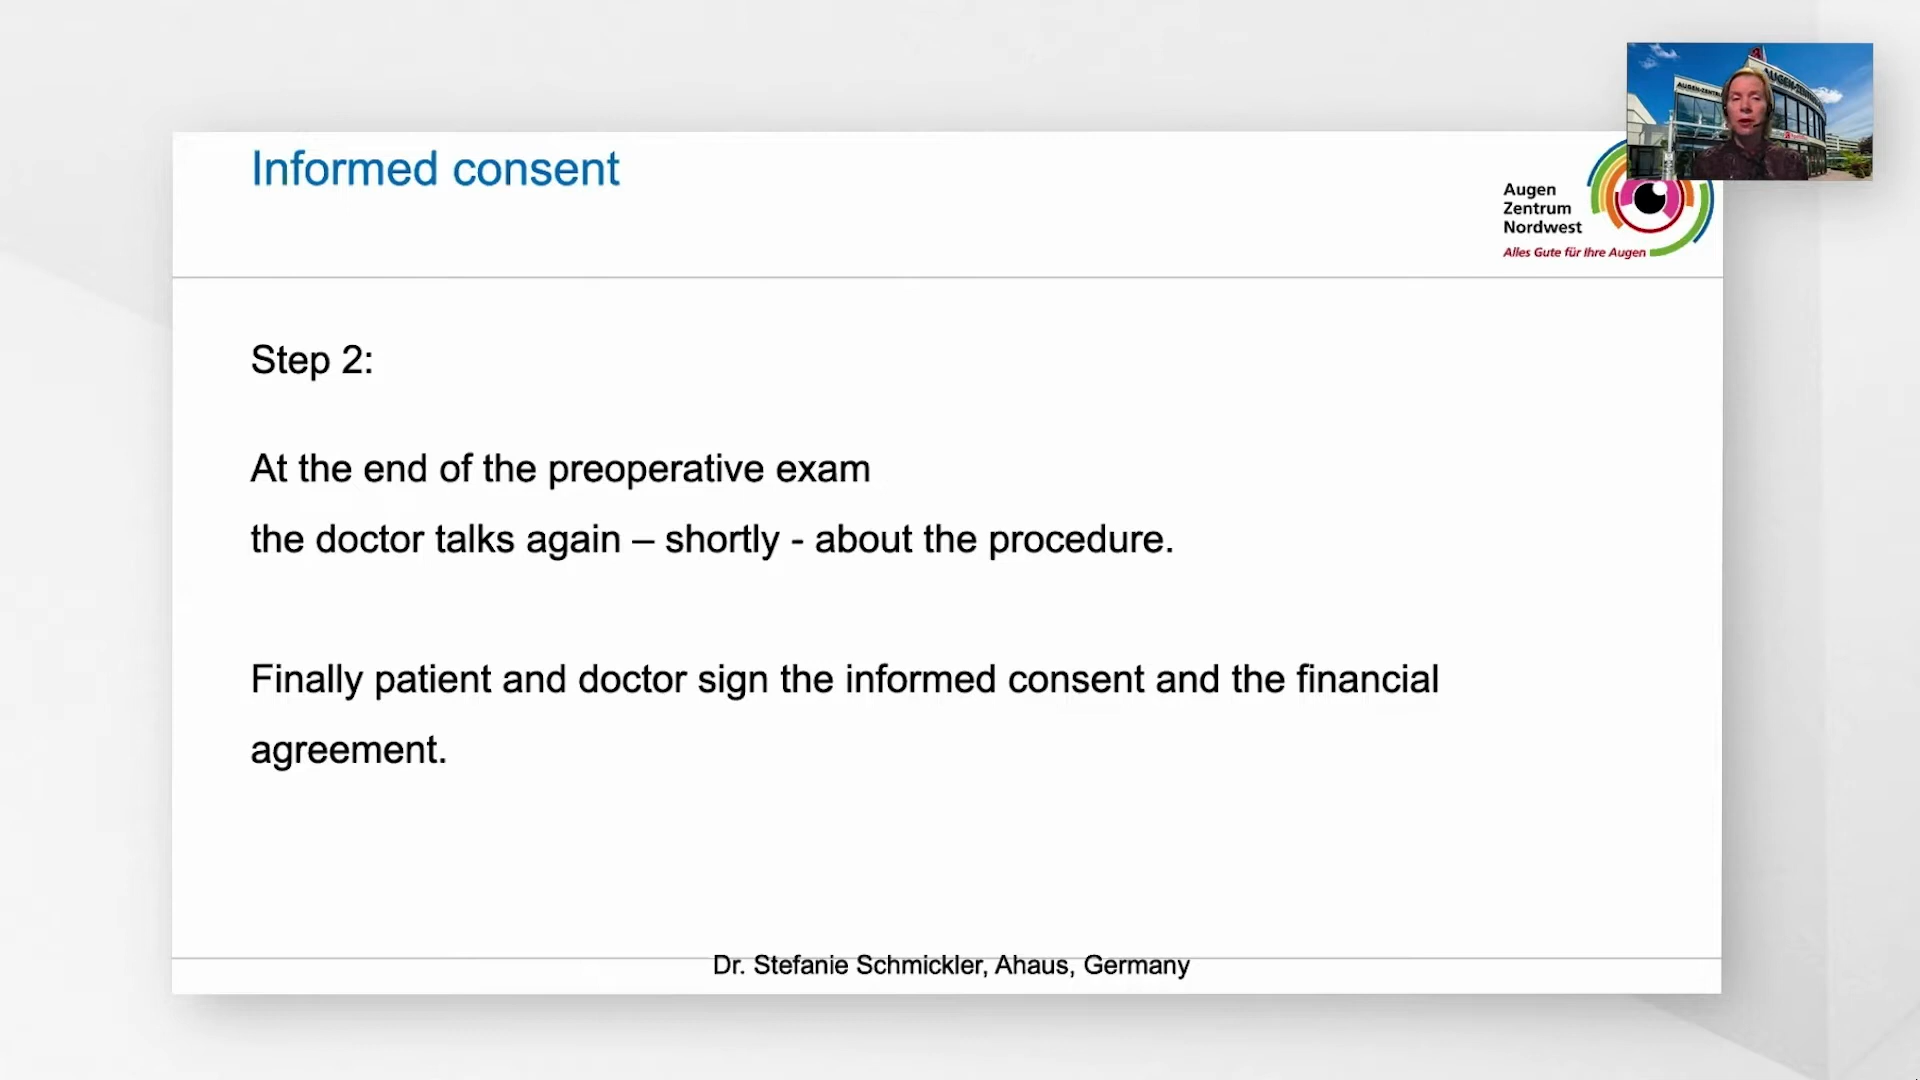 AUGEN-ZENTRUM
Informed consent
Augen
Zentrum
Nordwest
Alles Gute für Ihre Augen
Step 2:
At the end of the preoperative exam
the doctor talks again – shortly - about the procedure.
Finally patient and doctor sign the informed consent and the financial
agreement.
Dr. Stefanie Schmickler, Ahaus, Germany